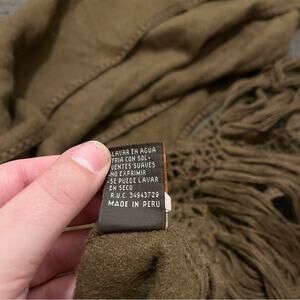 LAVAR EN AGUA
FRIA CON SOL-
VENTES SUAVES
-NO EXPRIMIR
-SE PUEDE LAVAR
EN SECO
R.U.C. 34943729
MADE IN PERU